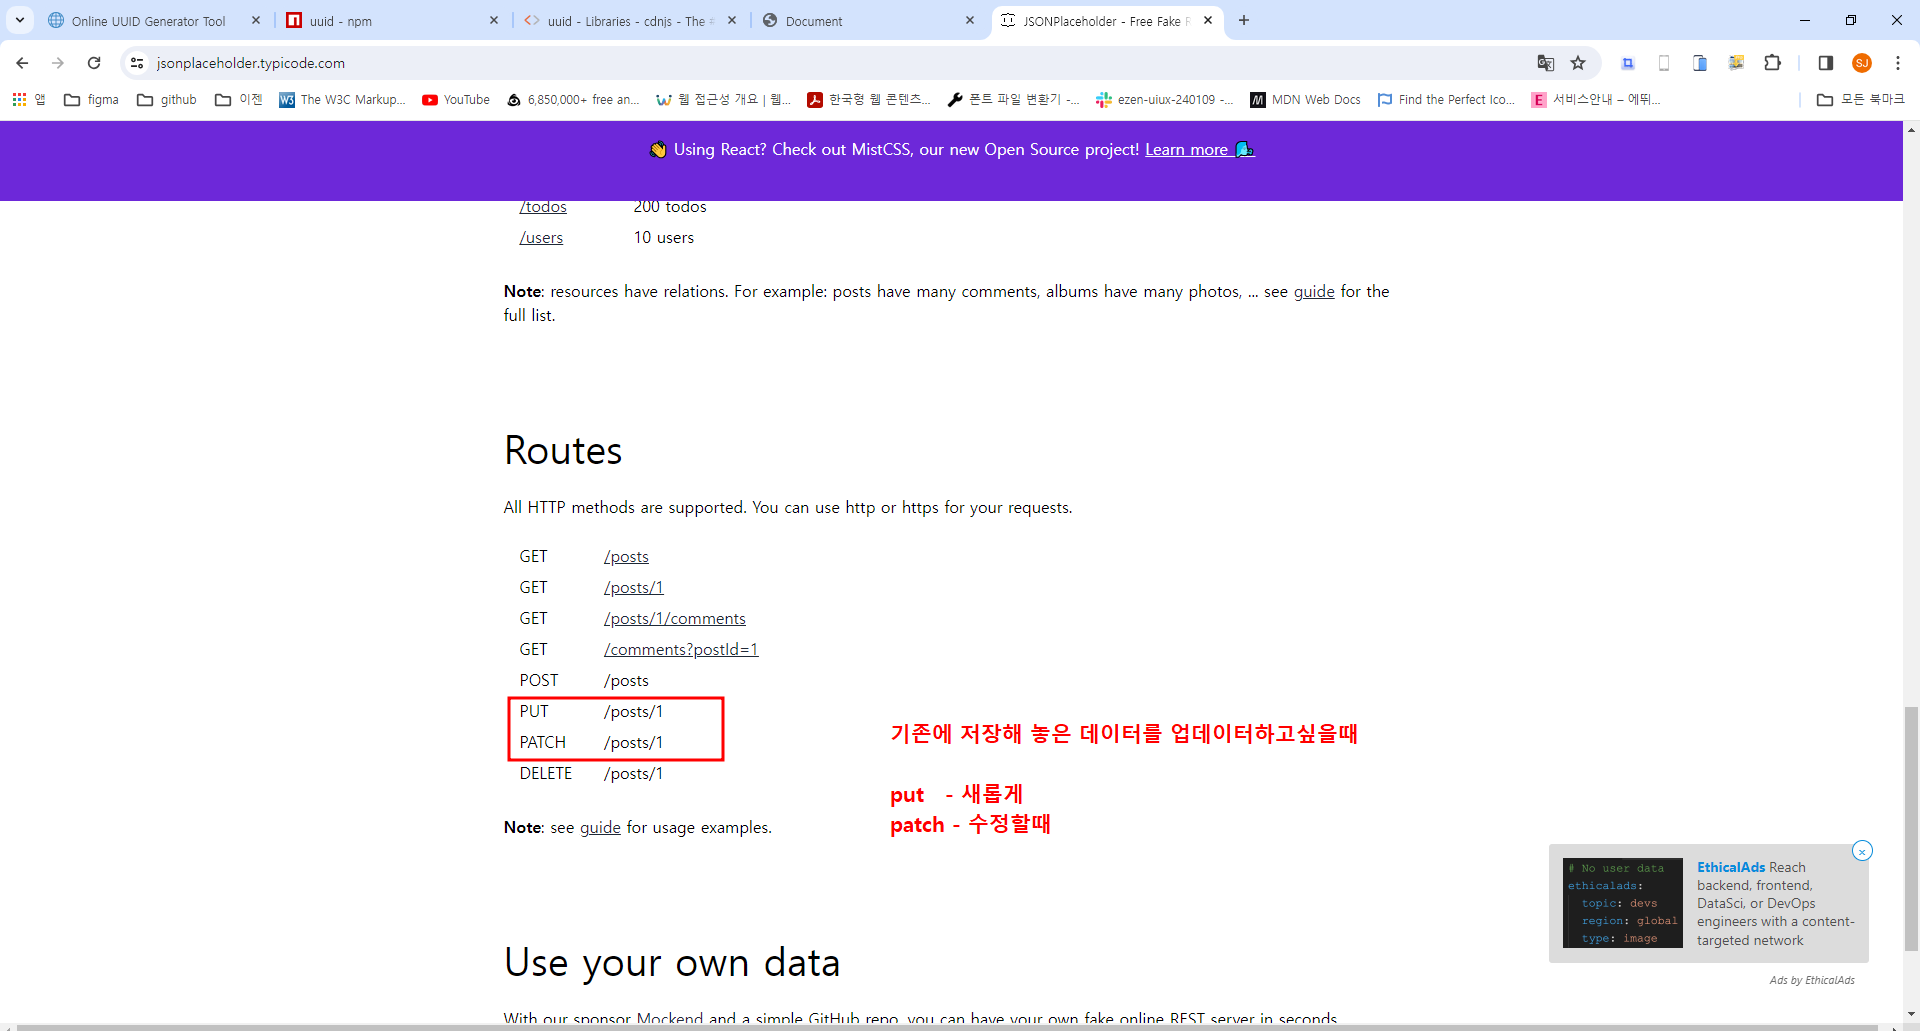 Online UUID Generator Tool
uuid - npm
uuid - Libraries - cdnjs - The #
Document
JSONPlaceholder - Free Fake R
jsonplaceholder.typicode.com
SJ
앱
figma
github
이젠
The W3C Markup...
YouTube
6,850,000+ free an...
웹 접근성 개요 | 웹...
한국형 웹 콘텐츠...
폰트 파일 변환기 -...
ezen-uiux-240109 -...
MDN Web Docs
Find the Perfect Ico...
서비스안내 – 에뛰...
모든 북마크
👋 Using React? Check out MistCSS, our new Open Source project! Learn more
/todos 200 todos
/users 10 users
Note: resources have relations. For example: posts have many comments, albums have many photos, ... see guide for the
full list.
Routes
All HTTP methods are supported. You can use http or https for your requests.
GET /posts
GET /posts/1
GET /posts/1/comments
GET /comments?postId=1
POST /posts
PUT /posts/1
PATCH /posts/1
DELETE /posts/1
기존에 저장해 놓은 데이터를 업데이터하고싶을때
put - 새롭게
patch - 수정할때
Note: see guide for usage examples.
# No user data
ethicalads:
topic: devs
region: global
type: image
EthicalAds Reach
backend, frontend,
DataSci, or DevOps
engineers with a content-
targeted network
Ads by EthicalAds
Use your own data
With our sponsor Mockend and a simple GitHub repo, you can have your own fake online REST server in seconds.